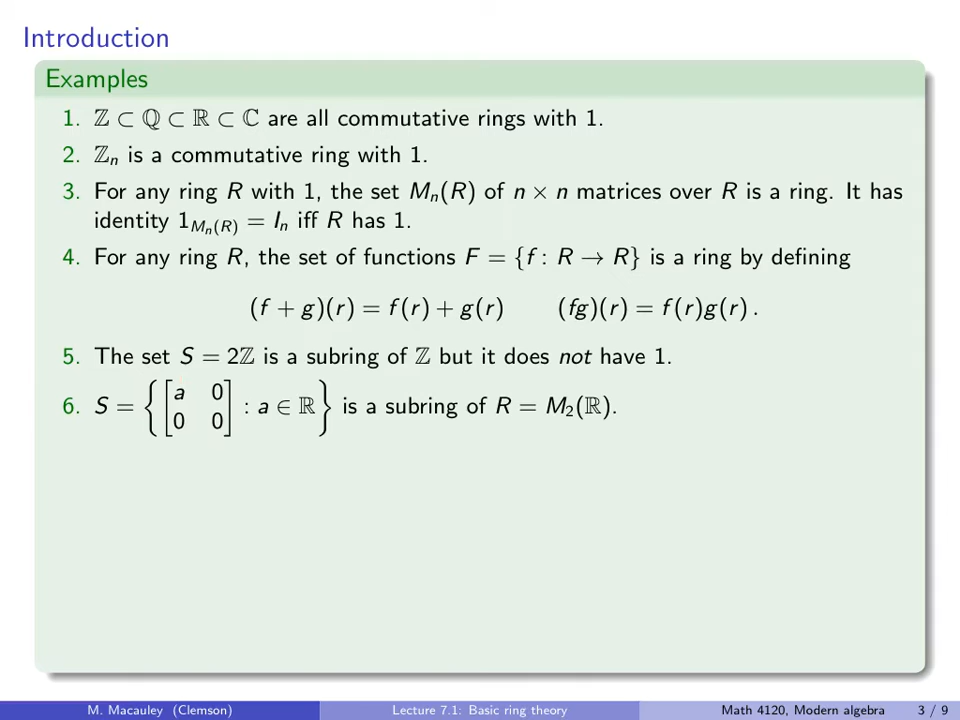 Introduction
Examples
1. ℤ ⊂ ℚ ⊂ ℝ ⊂ ℂ are all commutative rings with 1.
2. ℤₙ is a commutative ring with 1.
3. For any ring R with 1, the set Mₙ(R) of n × n matrices over R is a ring. It has
identity 1_{Mₙ(R)} = Iₙ iff R has 1.
4. For any ring R, the set of functions F = {f : R → R} is a ring by defining
(f + g)(r) = f(r) + g(r) (fg)(r) = f(r)g(r) .
5. The set S = 2ℤ is a subring of ℤ but it does not have 1.
6. S = { [ a 0 ; 0 0 ] : a ∈ ℝ } is a subring of R = M₂(ℝ).
M. Macauley (Clemson) Lecture 7.1: Basic ring theory Math 4120, Modern algebra 3 / 9